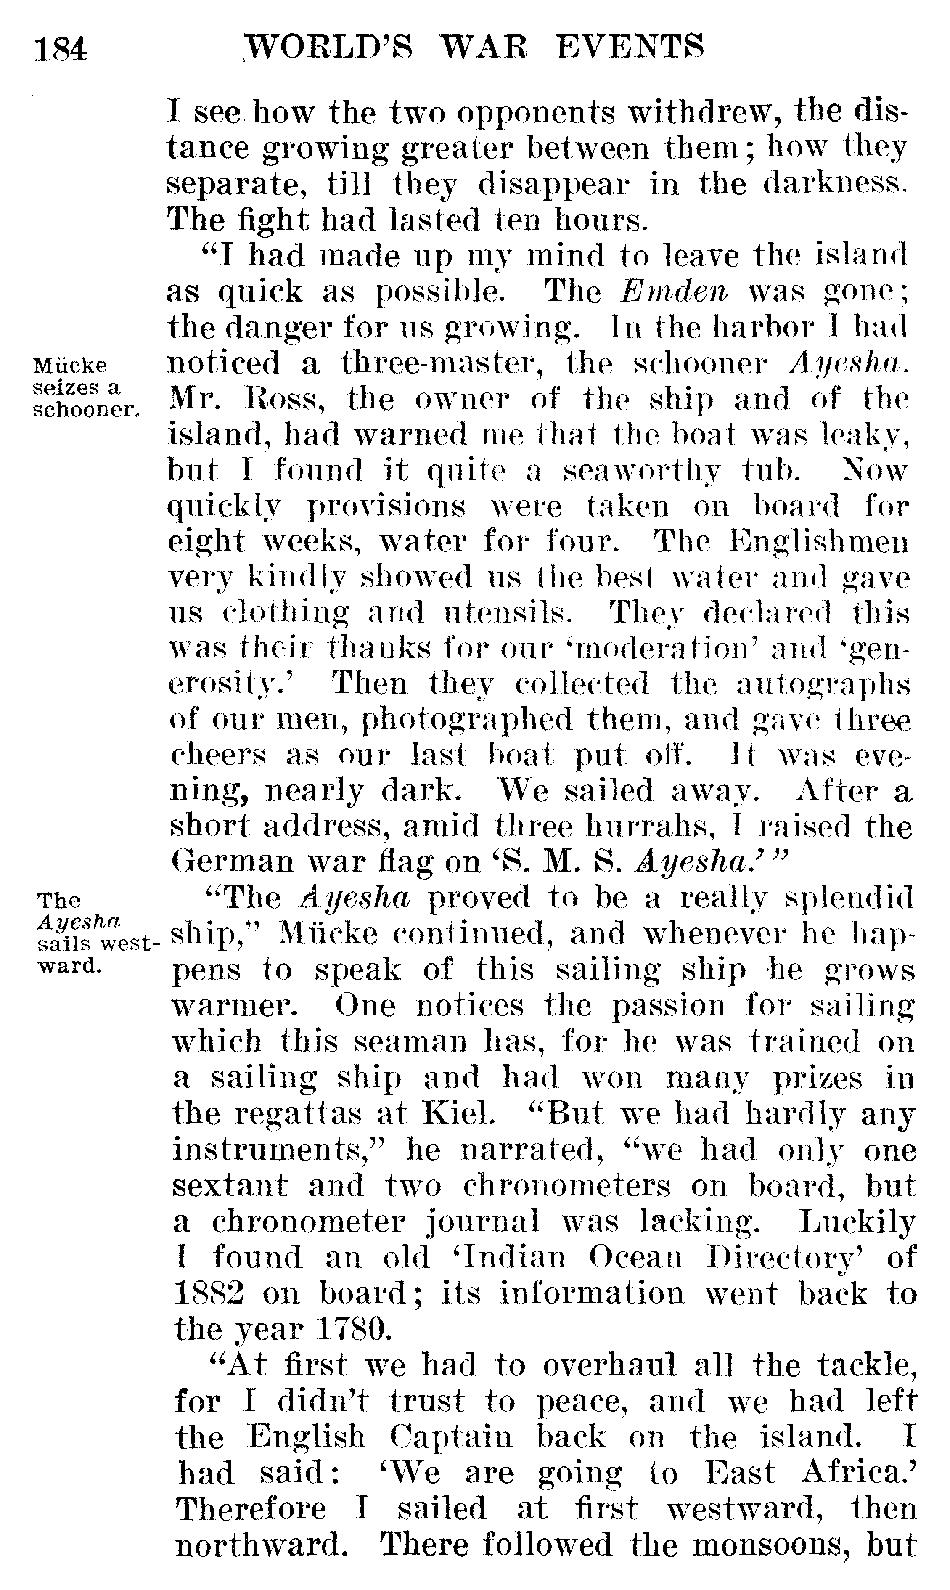 184 WORLD'S WAR EVENTS
I see how the two opponents withdrew, the dis-
tance growing greater between them; how they
separate, till they disappear in the darkness.
The fight had lasted ten hours.
"I had made up my mind to leave the island
as quick as possible. The Emden was gone;
the danger for us growing. In the harbor I had
Mücke
seizes a
schooner.
noticed a three-master, the schooner Ayesha.
Mr. Ross, the owner of the ship and of the
island, had warned me that the boat was leaky,
but I found it quite a seaworthy tub. Now
quickly provisions were taken on board for
eight weeks, water for four. The Englishmen
very kindly showed us the best water and gave
us clothing and utensils. They declared this
was their thanks for our 'moderation' and 'gen-
erosity.' Then they collected the autographs
of our men, photographed them, and gave three
cheers as our last boat put off. It was eve-
ning, nearly dark. We sailed away. After a
short address, amid three hurrahs, I raised the
German war flag on 'S. M. S. Ayesha.'"
The
Ayesha
sails west-
ward.
"The Ayesha proved to be a really splendid
ship," Mücke continued, and whenever he hap-
pens to speak of this sailing ship he grows
warmer. One notices the passion for sailing
which this seaman has, for he was trained on
a sailing ship and had won many prizes in
the regattas at Kiel. "But we had hardly any
instruments," he narrated, "we had only one
sextant and two chronometers on board, but
a chronometer journal was lacking. Luckily
I found an old 'Indian Ocean Directory' of
1882 on board; its information went back to
the year 1780.
"At first we had to overhaul all the tackle,
for I didn't trust to peace, and we had left
the English Captain back on the island. I
had said: 'We are going to East Africa.'
Therefore I sailed at first westward, then
northward. There followed the monsoons, but